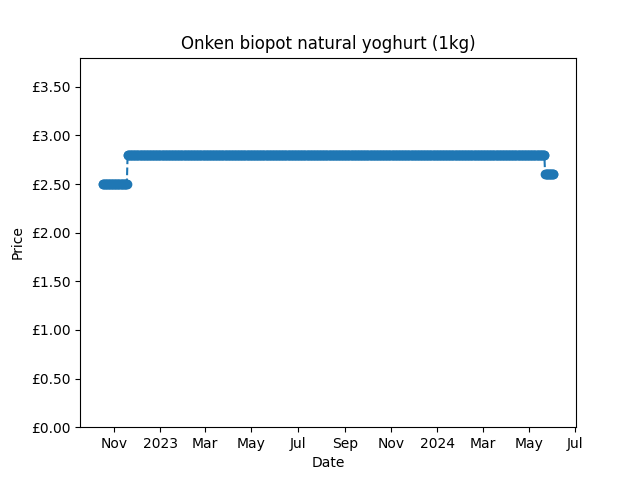 Onken biopot natural yoghurt (1kg)
£3.50
£3.00
£2.50
£2.00
£1.50
£1.00
£0.50
£0.00
Price
Nov 2023 Mar May Jul Sep Nov 2024 Mar May Jul
Date